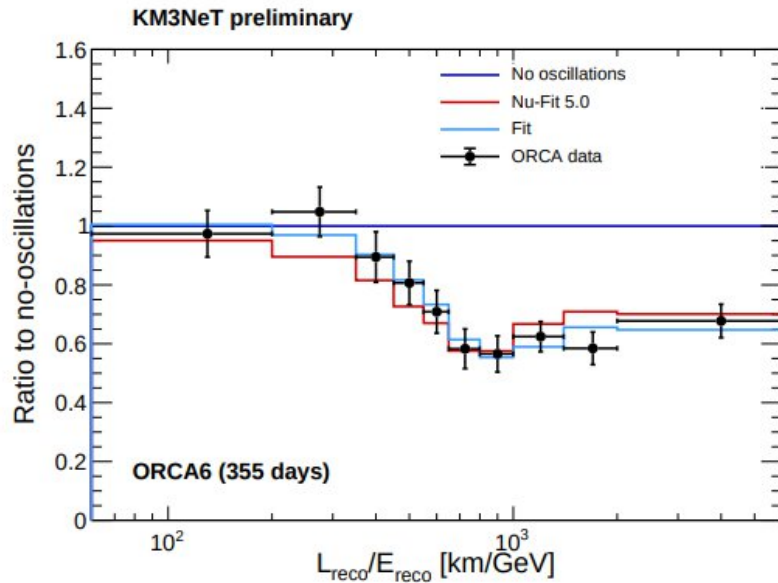 KM3NeT preliminary
1.6
1.4
1.2
1
0.8
0.6
0.4
0.2
0
Ratio to no-oscillations
No oscillations
Nu-Fit 5.0
Fit
ORCA data
ORCA6 (355 days)
10²
10³
L_reco/E_reco [km/GeV]